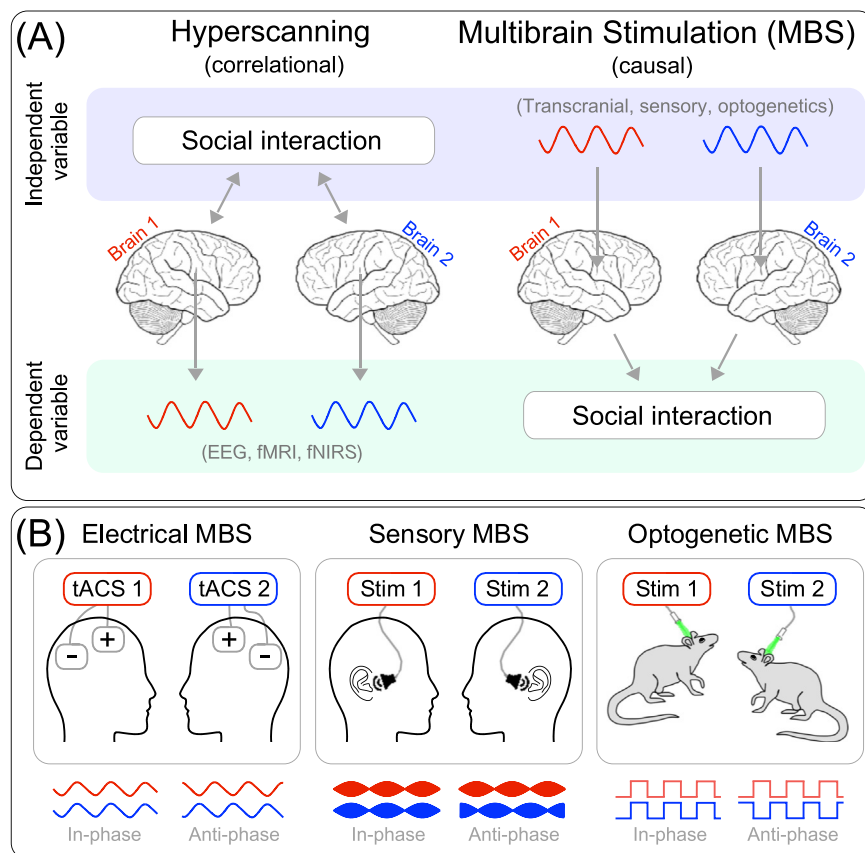 (A)
Hyperscanning
(correlational)
Multibrain Stimulation (MBS)
(causal)
Independent
variable
(Transcranial, sensory, optogenetics)
Social interaction
Brain 1
Brain 2
Brain 1
Brain 2
Dependent
variable
Social interaction
(EEG, fMRI, fNIRS)
(B)
Electrical MBS
Sensory MBS
Optogenetic MBS
tACS 1
tACS 2
Stim 1
Stim 2
Stim 1
Stim 2
- + + -
In-phase
Anti-phase
In-phase
Anti-phase
In-phase
Anti-phase